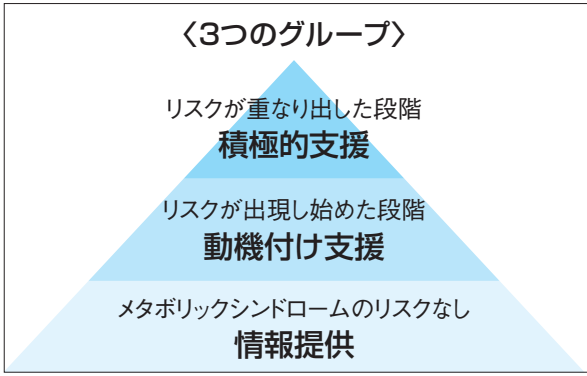 〈3つのグループ〉
リスクが重なり出した段階
積極的支援
リスクが出現し始めた段階
動機付け支援
メタボリックシンドロームのリスクなし
情報提供